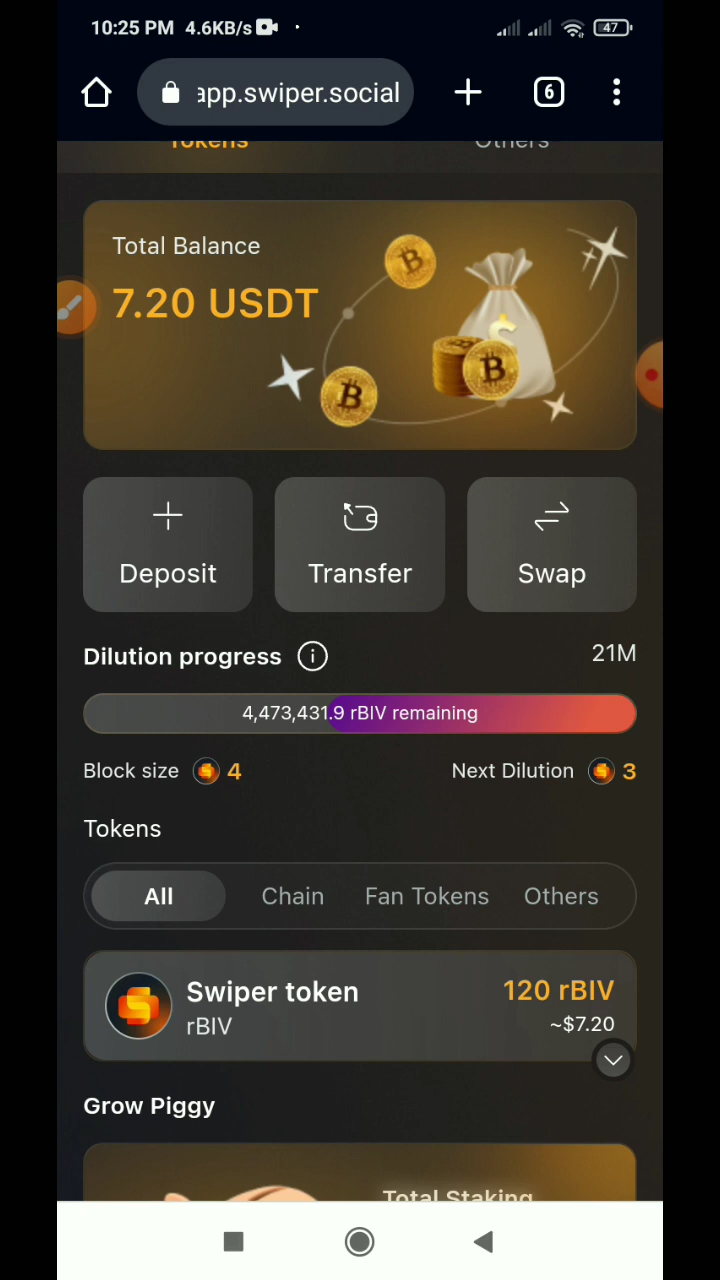 10:25 PM 4.6KB/s 47
app.swiper.social 6
Tokens Others
Total Balance
7.20 USDT
Deposit Transfer Swap
Dilution progress 21M
4,473,431.9 rBIV remaining
Block size 4 Next Dilution 3
Tokens
All Chain Fan Tokens Others
Swiper token 120 rBIV
rBIV ~$7.20
Grow Piggy
Total Staking